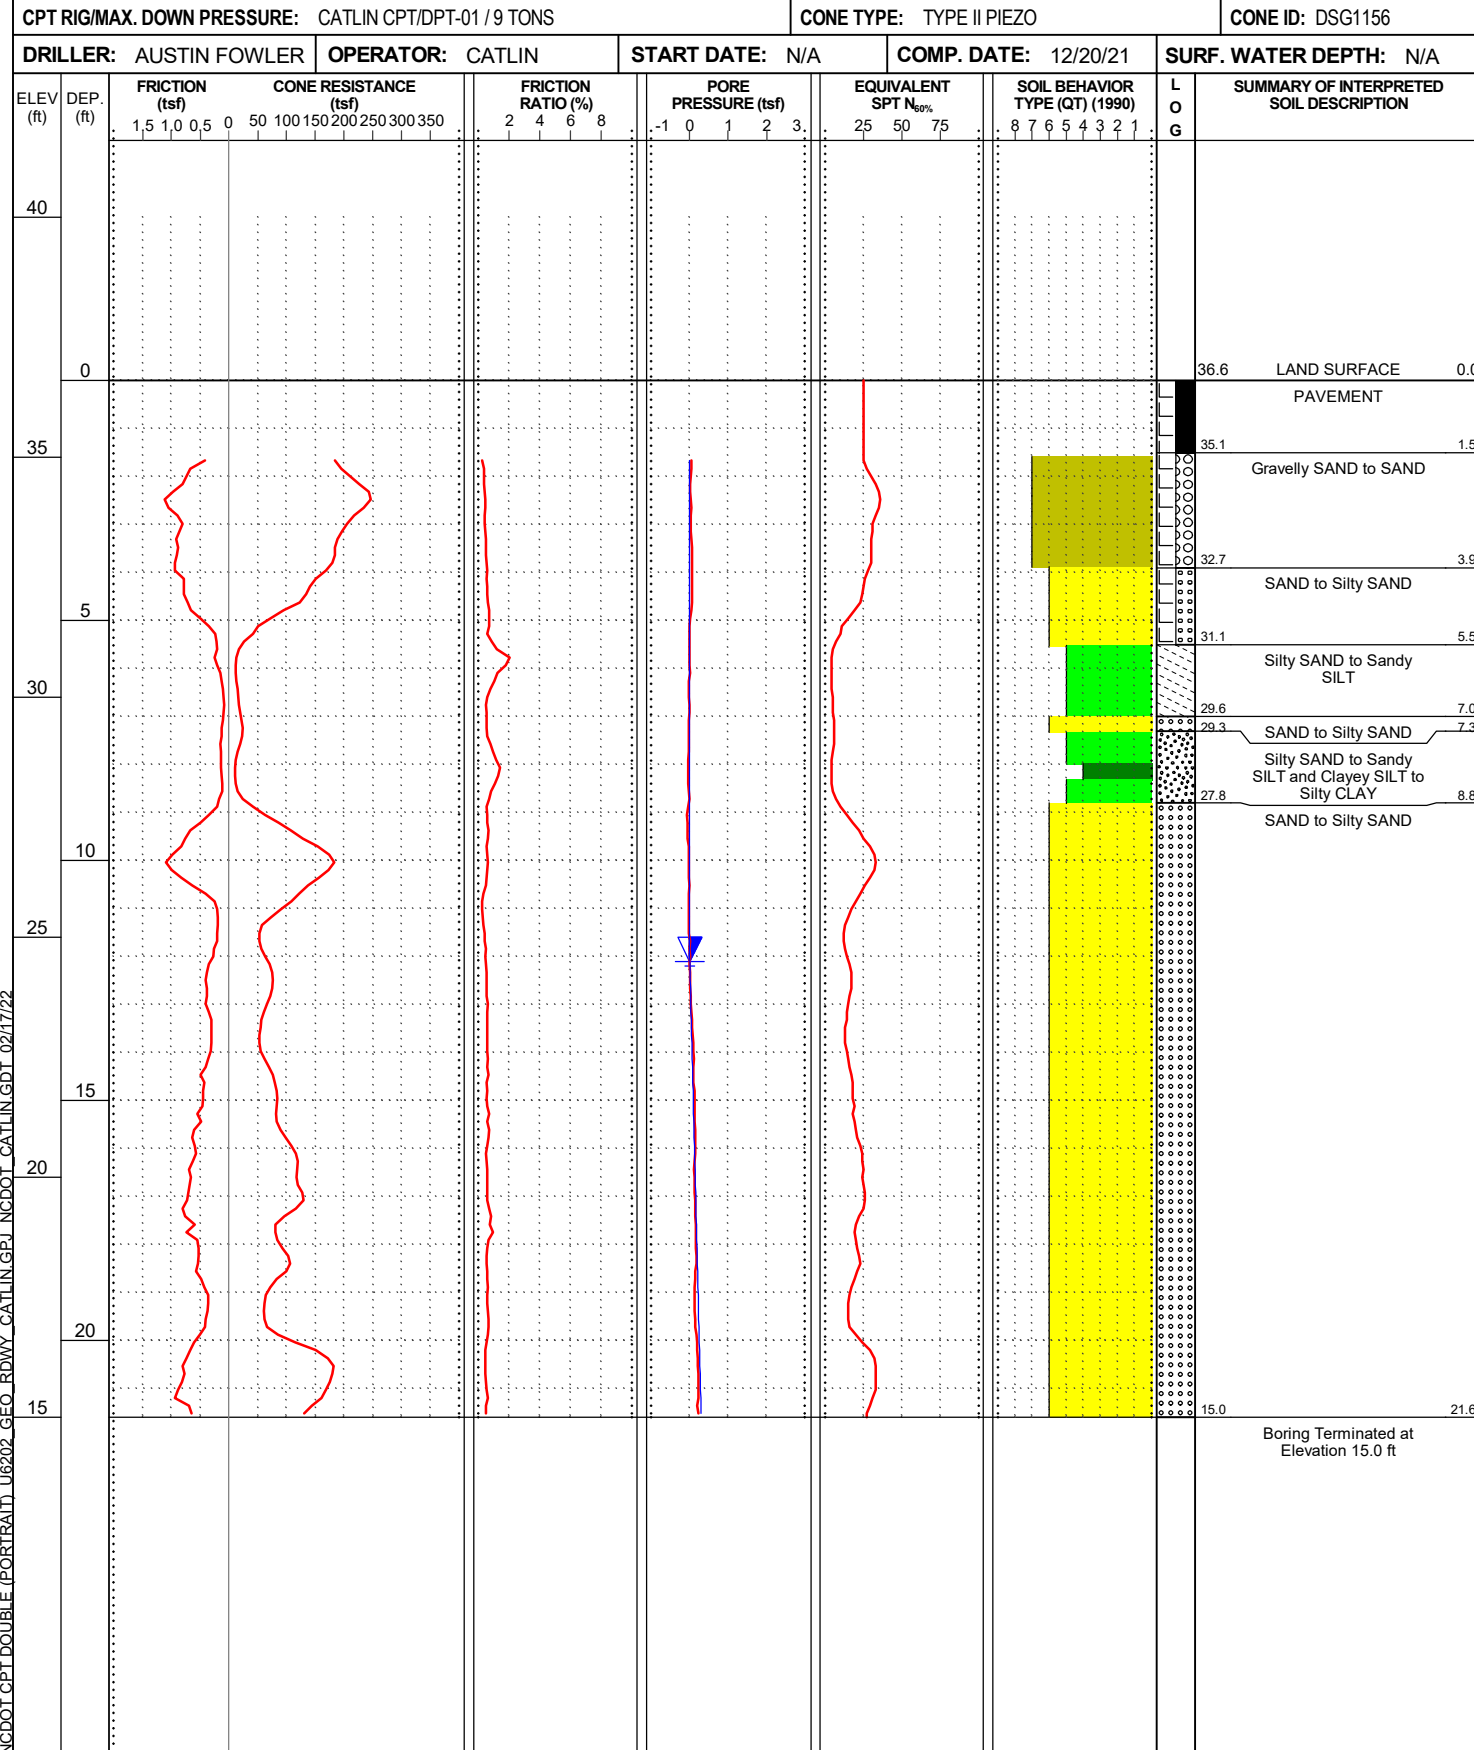 CPT RIG/MAX. DOWN PRESSURE: CATLIN CPT/DPT-01 / 9 TONS CONE TYPE: TYPE II PIEZO CONE ID: DSG1156
DRILLER: AUSTIN FOWLER OPERATOR: CATLIN START DATE: N/A COMP. DATE: 12/20/21 SURF. WATER DEPTH: N/A
ELEV (ft)
DEP. (ft)
FRICTION (tsf)
1.5 1.0 0.5 0
CONE RESISTANCE (tsf)
50 100 150 200 250 300 350
FRICTION RATIO (%)
2 4 6 8
PORE PRESSURE (tsf)
-1 0 1 2 3
EQUIVALENT SPT N60%
25 50 75
SOIL BEHAVIOR TYPE (QT) (1990)
8 7 6 5 4 3 2 1
L
O
G
SUMMARY OF INTERPRETED SOIL DESCRIPTION
40
0
36.6 LAND SURFACE 0.0
PAVEMENT
35.1 1.5
35
Gravelly SAND to SAND
32.7 3.9
SAND to Silty SAND
5
31.1 5.5
Silty SAND to Sandy
SILT
30
29.6 7.0
29.3 SAND to Silty SAND 7.3
Silty SAND to Sandy
SILT and Clayey SILT to
Silty CLAY
27.8 8.8
SAND to Silty SAND
10
25
15
20
20
15
15.0 21.6
Boring Terminated at
Elevation 15.0 ft
NCDOT CPT DOUBLE (PORTRAIT) U6202_GEO_RDWY_CATLIN.GPJ NCDOT_CATLIN.GDT 02/17/22